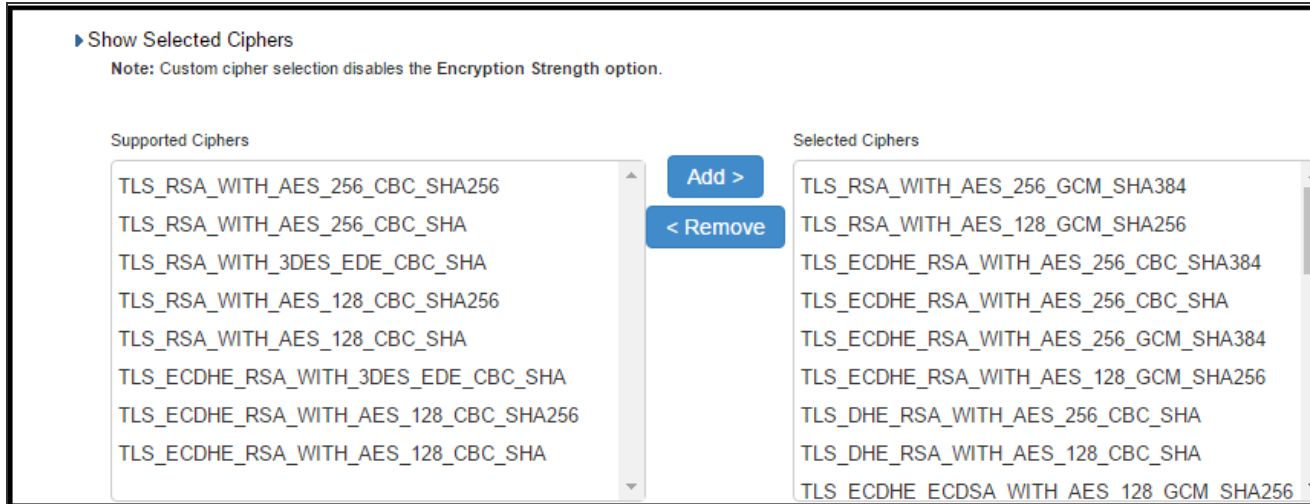 Show Selected Ciphers
Note: Custom cipher selection disables the Encryption Strength option.
Supported Ciphers
TLS_RSA_WITH_AES_256_CBC_SHA256
TLS_RSA_WITH_AES_256_CBC_SHA
TLS_RSA_WITH_3DES_EDE_CBC_SHA
TLS_RSA_WITH_AES_128_CBC_SHA256
TLS_RSA_WITH_AES_128_CBC_SHA
TLS_ECDHE_RSA_WITH_3DES_EDE_CBC_SHA
TLS_ECDHE_RSA_WITH_AES_128_CBC_SHA256
TLS_ECDHE_RSA_WITH_AES_128_CBC_SHA
Add >
< Remove
Selected Ciphers
TLS_RSA_WITH_AES_256_GCM_SHA384
TLS_RSA_WITH_AES_128_GCM_SHA256
TLS_ECDHE_RSA_WITH_AES_256_CBC_SHA384
TLS_ECDHE_RSA_WITH_AES_256_CBC_SHA
TLS_ECDHE_RSA_WITH_AES_256_GCM_SHA384
TLS_ECDHE_RSA_WITH_AES_128_GCM_SHA256
TLS_DHE_RSA_WITH_AES_256_CBC_SHA
TLS_DHE_RSA_WITH_AES_128_CBC_SHA
TLS_ECDHE_ECDSA_WITH_AES_128_GCM_SHA256